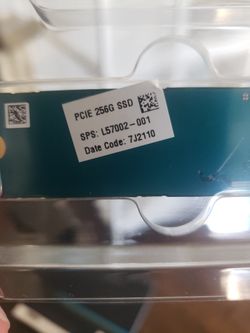 PCIE 256G SSD
SPS: L57002-001
Date Code: 7J2110